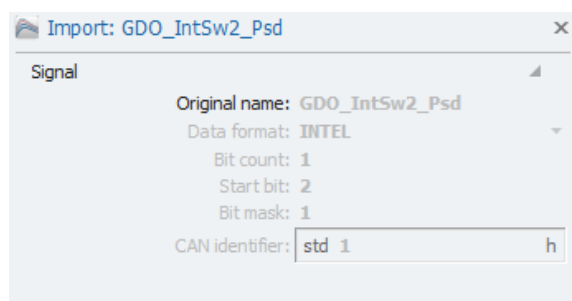 Import: GDO_IntSw2_Psd
Signal
Original name: GDO_IntSw2_Psd
Data format: INTEL
Bit count: 1
Start bit: 2
Bit mask: 1
CAN identifier: std 1 h